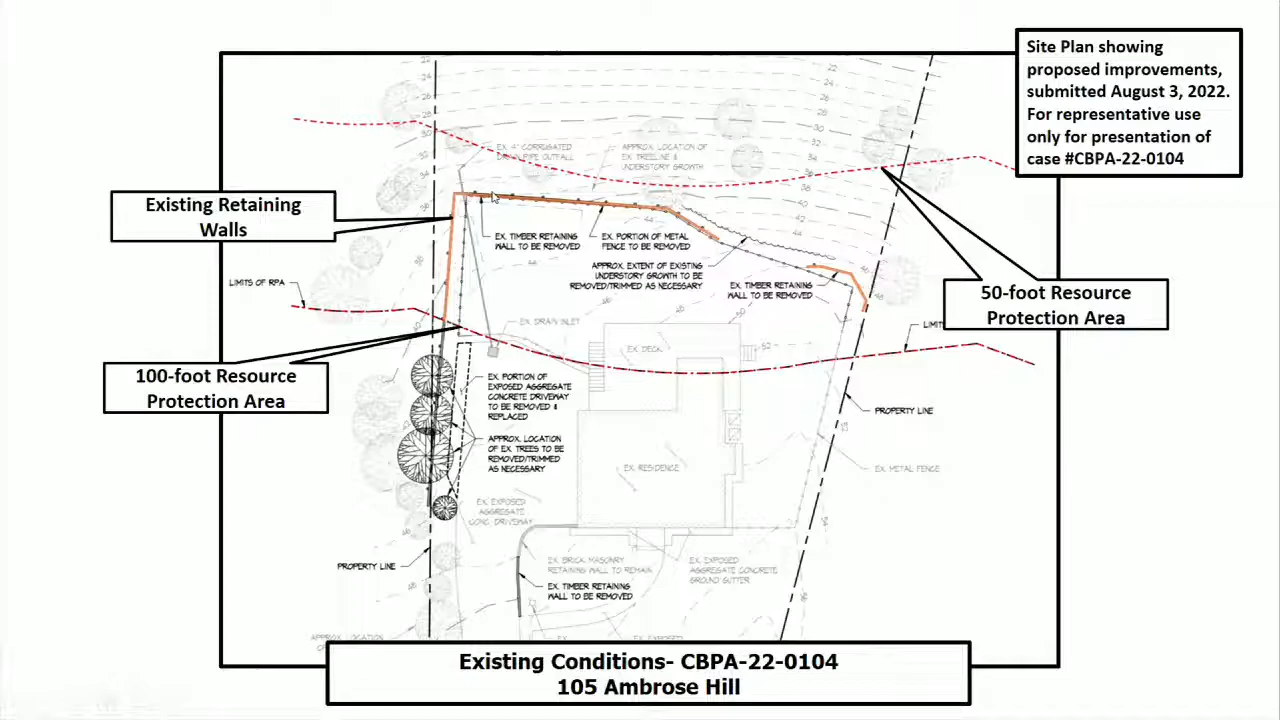 Site Plan showing
proposed improvements,
submitted August 3, 2022.
For representative use
only for presentation of
case #CBPA-22-0104
Existing Retaining
Walls
50-foot Resource
Protection Area
100-foot Resource
Protection Area
EX. 4" CORRUGATED
DRAINPIPE OUTFALL
APPROX. LOCATION OF
EX. TREELINE &
UNDERSTORY GROWTH
EX. TIMBER RETAINING
WALL TO BE REMOVED
EX. PORTION OF METAL
FENCE TO BE REMOVED
APPROX. EXTENT OF EXISTING
UNDERSTORY GROWTH TO BE
REMOVED/TRIMMED AS NECESSARY
EX. TIMBER RETAINING
WALL TO BE REMOVED
LIMITS OF RPA
EX. DRAIN INLET
EX. DECK
EX. PORTION OF
EXPOSED AGGREGATE
CONCRETE DRIVEWAY
TO BE REMOVED &
REPLACED
APPROX. LOCATION
OF EX. TREES TO BE
REMOVED/TRIMMED
AS NECESSARY
PROPERTY LINE
EX. RESIDENCE
EX. METAL FENCE
EX. EXPOSED
AGGREGATE
CONC. DRIVEWAY
PROPERTY LINE
EX. BRICK MASONRY
RETAINING WALL TO REMAIN
EX. TIMBER RETAINING
WALL TO BE REMOVED
EX. EXPOSED
AGGREGATE CONCRETE
GROUND GUTTER
APPROX. LOCATION
Existing Conditions- CBPA-22-0104
105 Ambrose Hill